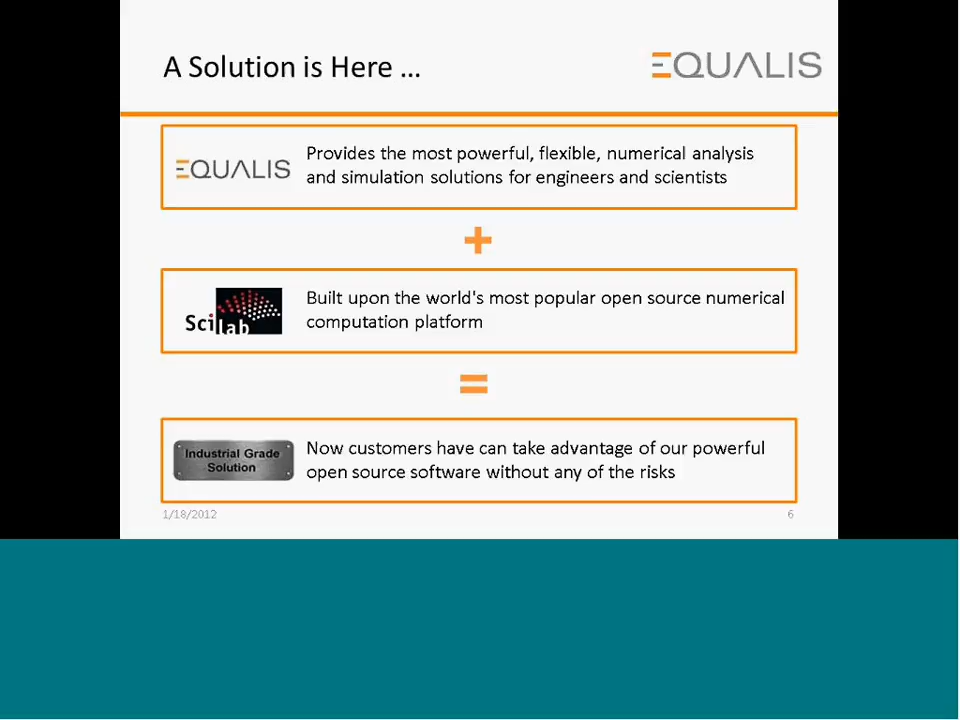 A Solution is Here ...
EQUALIS
EQUALIS
Provides the most powerful, flexible, numerical analysis
and simulation solutions for engineers and scientists
+
Scilab
Built upon the world's most popular open source numerical
computation platform
=
Industrial Grade
Solution
Now customers have can take advantage of our powerful
open source software without any of the risks
1/18/2012
6